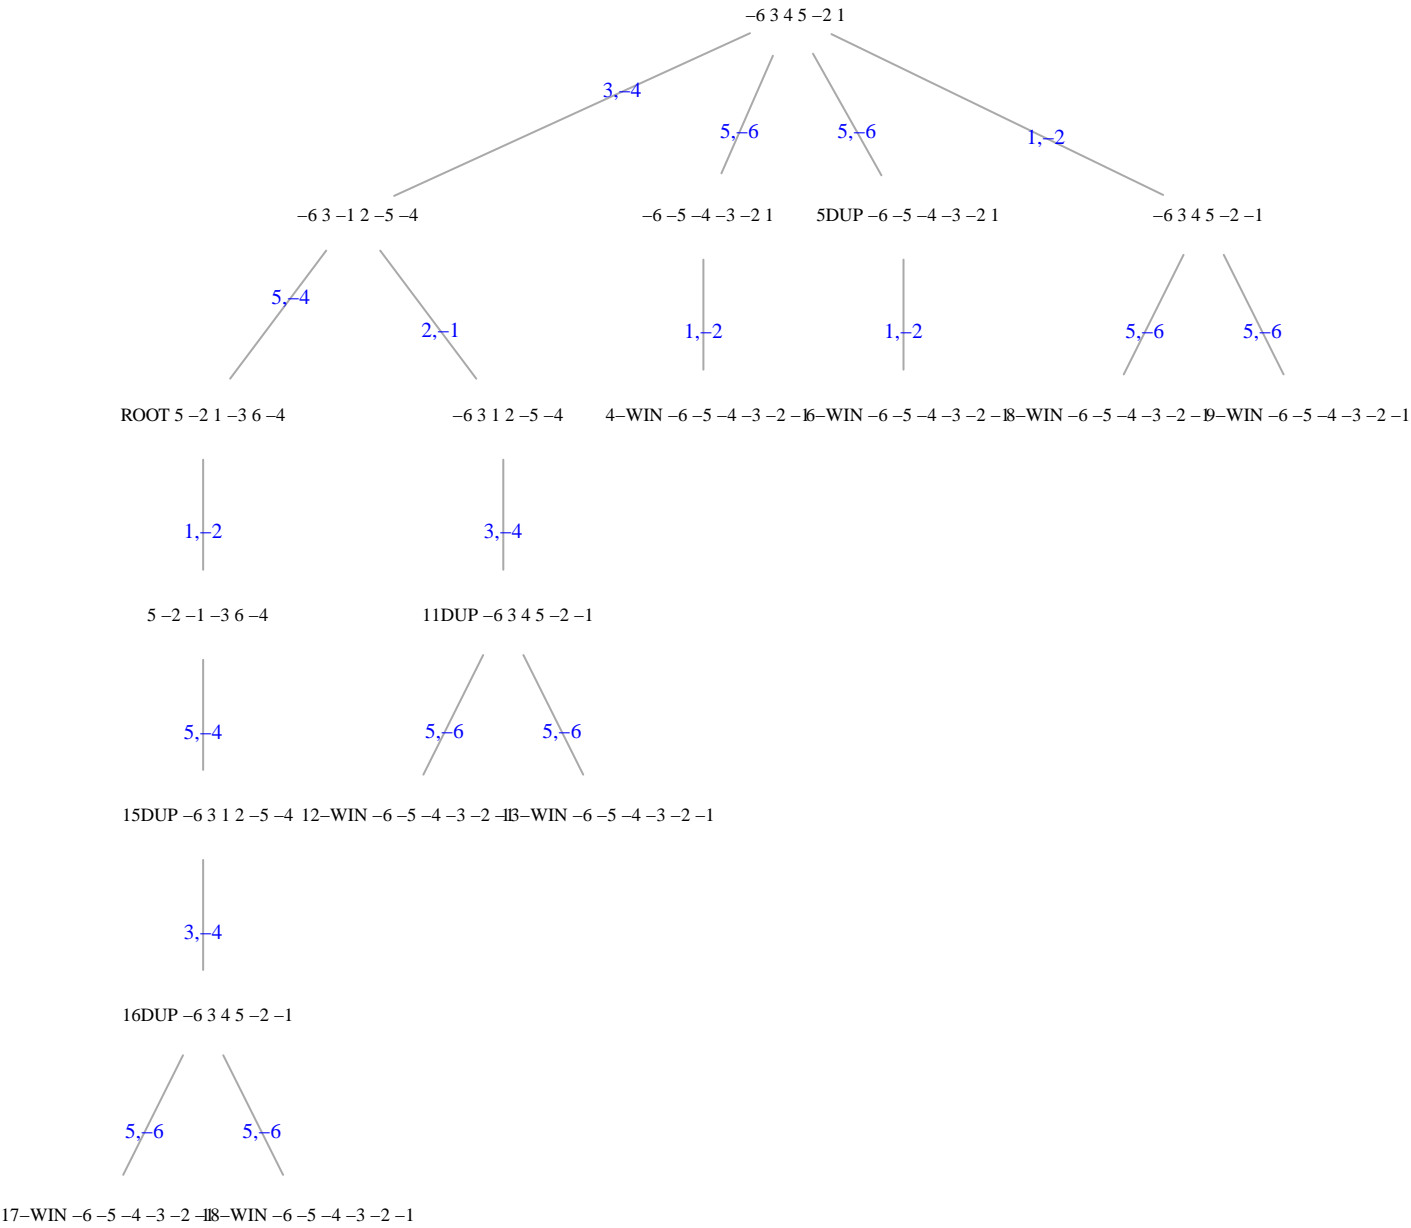 –6 3 4 5 –2 1
3,–4
5,–6 5,–6
1,–2
–6 3 –1 2 –5 –4 –6 –5 –4 –3 –2 1 5DUP –6 –5 –4 –3 –2 1 –6 3 4 5 –2 –1
5,–4
2,–1 1,–2 1,–2 5,–6 5,–6
ROOT 5 –2 1 –3 6 –4 –6 3 1 2 –5 –4 4–WIN –6 –5 –4 –3 –2 –1 6–WIN –6 –5 –4 –3 –2 –1 8–WIN –6 –5 –4 –3 –2 –1 9–WIN –6 –5 –4 –3 –2 –1
1,–2 3,–4
5 –2 –1 –3 6 –4 11DUP –6 3 4 5 –2 –1
5,–4 5,–6 5,–6
15DUP –6 3 1 2 –5 –4 12–WIN –6 –5 –4 –3 –2 –1 13–WIN –6 –5 –4 –3 –2 –1
3,–4
16DUP –6 3 4 5 –2 –1
5,–6 5,–6
17–WIN –6 –5 –4 –3 –2 –1 18–WIN –6 –5 –4 –3 –2 –1